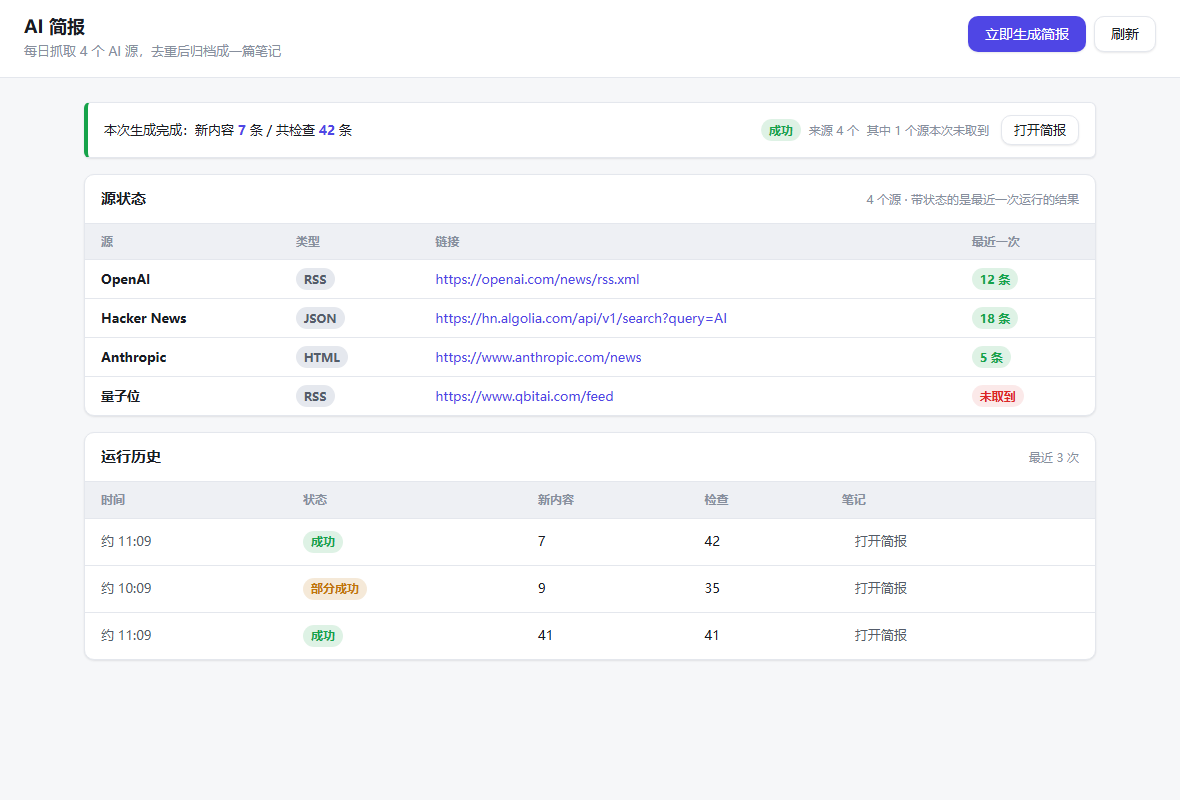 AI 简报
每日抓取 4 个 AI 源，去重后归档成一篇笔记
立即生成简报 刷新
本次生成完成：新内容 7 条 / 共检查 42 条 成功 来源 4 个 其中 1 个源本次未取到 打开简报
源状态 4 个源 · 带状态的是最近一次运行的结果
源 类型 链接 最近一次
OpenAI RSS https://openai.com/news/rss.xml 12 条
Hacker News JSON https://hn.algolia.com/api/v1/search?query=AI 18 条
Anthropic HTML https://www.anthropic.com/news 5 条
量子位 RSS https://www.qbitai.com/feed 未取到
运行历史 最近 3 次
时间 状态 新内容 检查 笔记
约 11:09 成功 7 42 打开简报
约 10:09 部分成功 9 35 打开简报
约 11:09 成功 41 41 打开简报